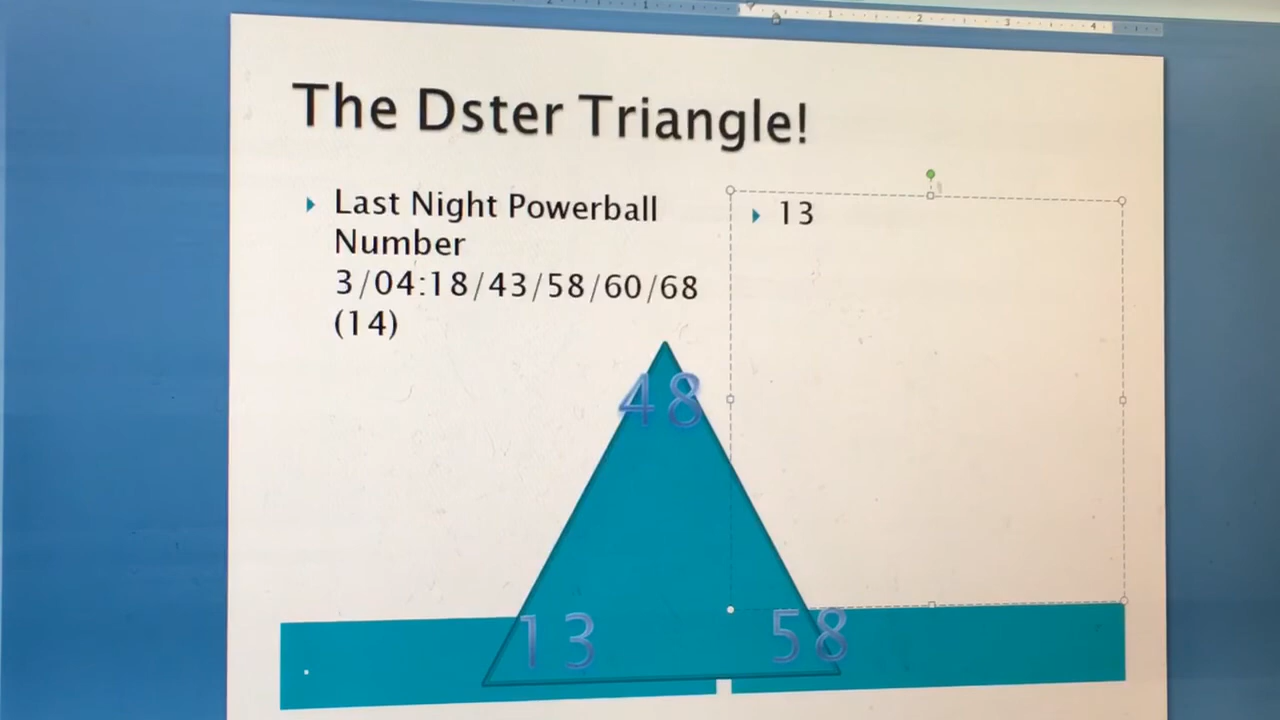 The Dster Triangle!
Last Night Powerball
Number
3/04:18/43/58/60/68
(14)
13
48
13
58